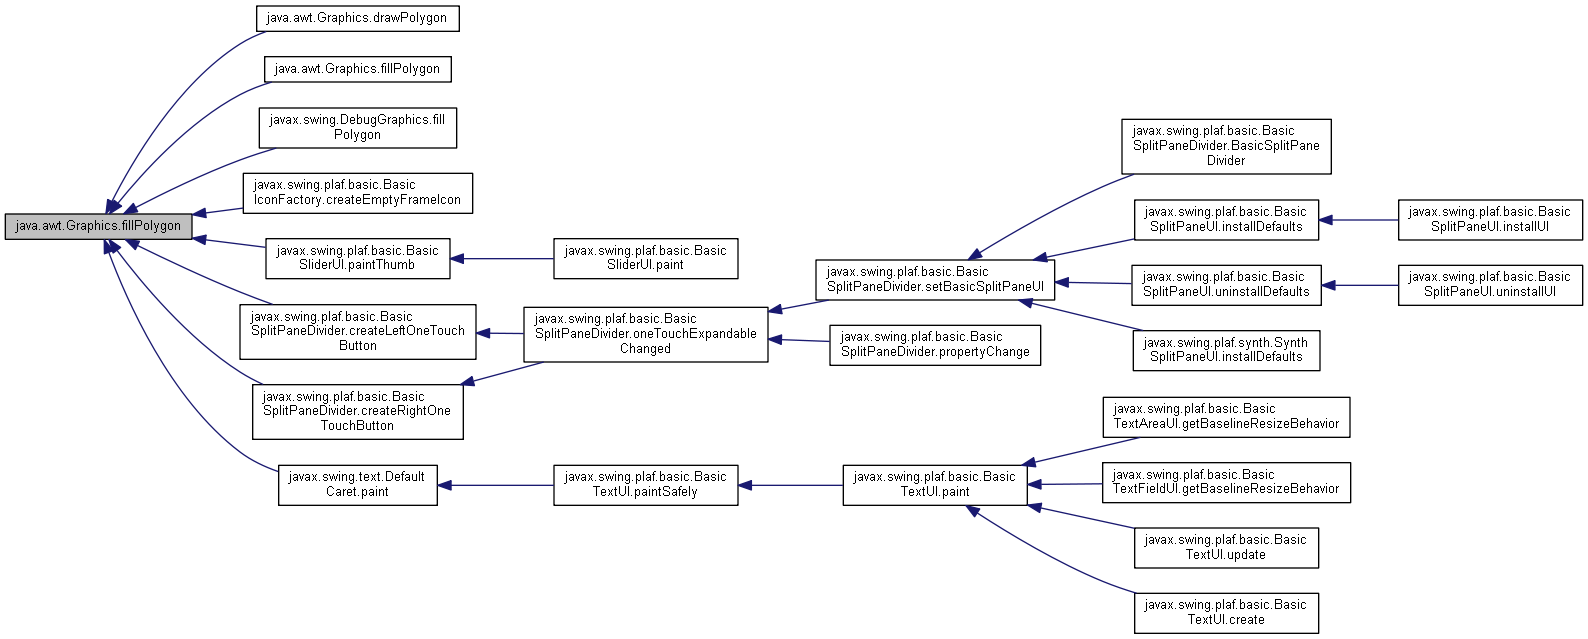 java.awt.Graphics.fillPolygon
java.awt.Graphics.drawPolygon
java.awt.Graphics.fillPolygon
javax.swing.DebugGraphics.fill
Polygon
javax.swing.plaf.basic.Basic
IconFactory.createEmptyFrameIcon
javax.swing.plaf.basic.Basic
SliderUI.paintThumb
javax.swing.plaf.basic.Basic
SplitPaneDivider.createLeftOneTouch
Button
javax.swing.plaf.basic.Basic
SplitPaneDivider.createRightOne
TouchButton
javax.swing.text.Default
Caret.paint
javax.swing.plaf.basic.Basic
SliderUI.paint
javax.swing.plaf.basic.Basic
SplitPaneDivider.oneTouchExpandable
Changed
javax.swing.plaf.basic.Basic
TextUI.paintSafely
javax.swing.plaf.basic.Basic
SplitPaneDivider.setBasicSplitPaneUI
javax.swing.plaf.basic.Basic
SplitPaneDivider.propertyChange
javax.swing.plaf.basic.Basic
TextUI.paint
javax.swing.plaf.basic.Basic
SplitPaneDivider.BasicSplitPane
Divider
javax.swing.plaf.basic.Basic
SplitPaneUI.installDefaults
javax.swing.plaf.basic.Basic
SplitPaneUI.uninstallDefaults
javax.swing.plaf.synth.Synth
SplitPaneUI.installDefaults
javax.swing.plaf.basic.Basic
TextAreaUI.getBaselineResizeBehavior
javax.swing.plaf.basic.Basic
TextFieldUI.getBaselineResizeBehavior
javax.swing.plaf.basic.Basic
TextUI.update
javax.swing.plaf.basic.Basic
TextUI.create
javax.swing.plaf.basic.Basic
SplitPaneUI.installUI
javax.swing.plaf.basic.Basic
SplitPaneUI.uninstallUI